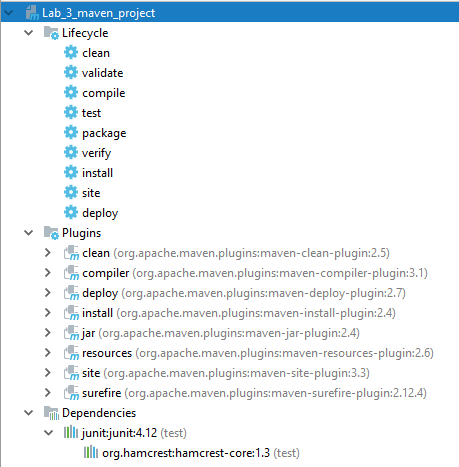 Lab_3_maven_project
Lifecycle
clean
validate
compile
test
package
verify
install
site
deploy
Plugins
clean (org.apache.maven.plugins:maven-clean-plugin:2.5)
compiler (org.apache.maven.plugins:maven-compiler-plugin:3.1)
deploy (org.apache.maven.plugins:maven-deploy-plugin:2.7)
install (org.apache.maven.plugins:maven-install-plugin:2.4)
jar (org.apache.maven.plugins:maven-jar-plugin:2.4)
resources (org.apache.maven.plugins:maven-resources-plugin:2.6)
site (org.apache.maven.plugins:maven-site-plugin:3.3)
surefire (org.apache.maven.plugins:maven-surefire-plugin:2.12.4)
Dependencies
junit:junit:4.12 (test)
org.hamcrest:hamcrest-core:1.3 (test)